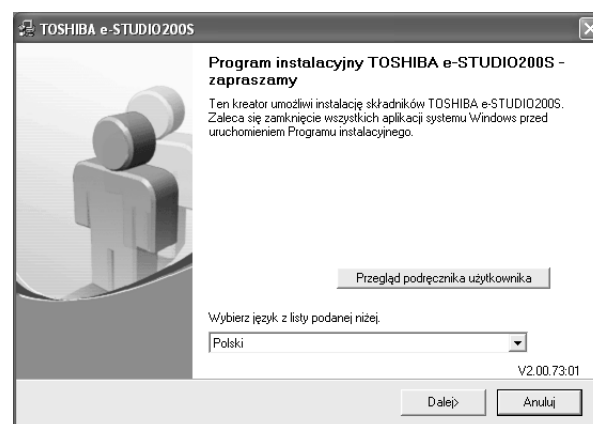 TOSHIBA e-STUDIO200S
Program instalacyjny TOSHIBA e-STUDIO200S -
zapraszamy
Ten kreator umożliwi instalację składników TOSHIBA e-STUDIO200S.
Zaleca się zamknięcie wszystkich aplikacji systemu Windows przed
uruchomieniem Programu instalacyjnego.
Przegląd podręcznika użytkownika
Wybierz język z listy podanej niżej.
Polski
V2.00.73:01
Dalej>
Anuluj